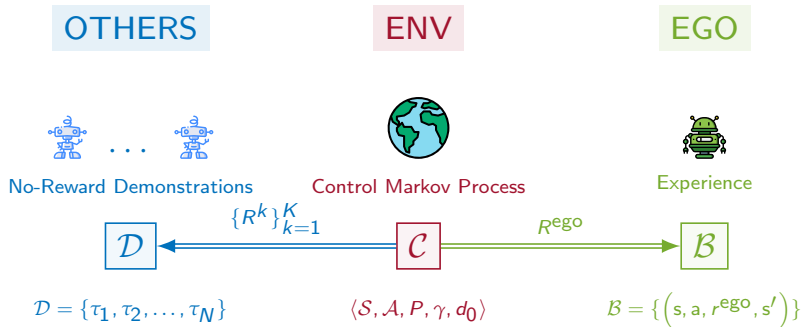 OTHERS ENV EGO
...
No-Reward Demonstrations Control Markov Process Experience
{R^k}_{k=1}^K R^ego
𝒟 𝒞 ℬ
𝒟 = {τ_1, τ_2, ..., τ_N} ⟨𝒮, 𝒜, P, γ, d_0⟩ ℬ = {(s, a, r^ego, s′)}